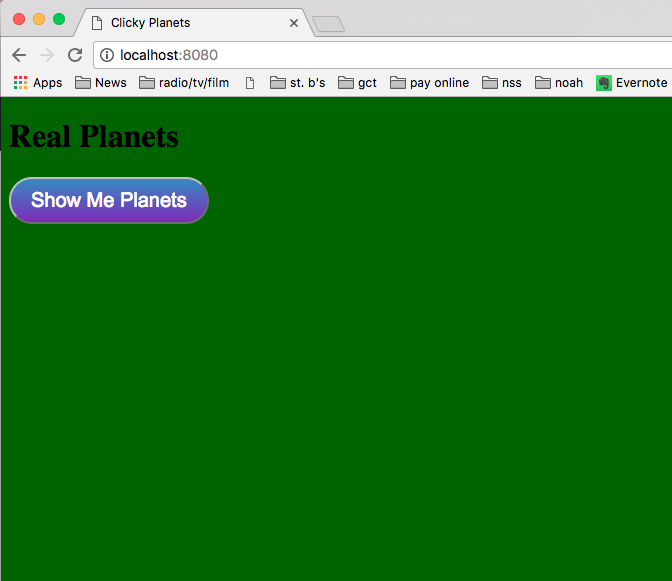 Clicky Planets
localhost:8080
Apps News radio/tv/film st. b's gct pay online nss noah Evernote
Real Planets
Show Me Planets